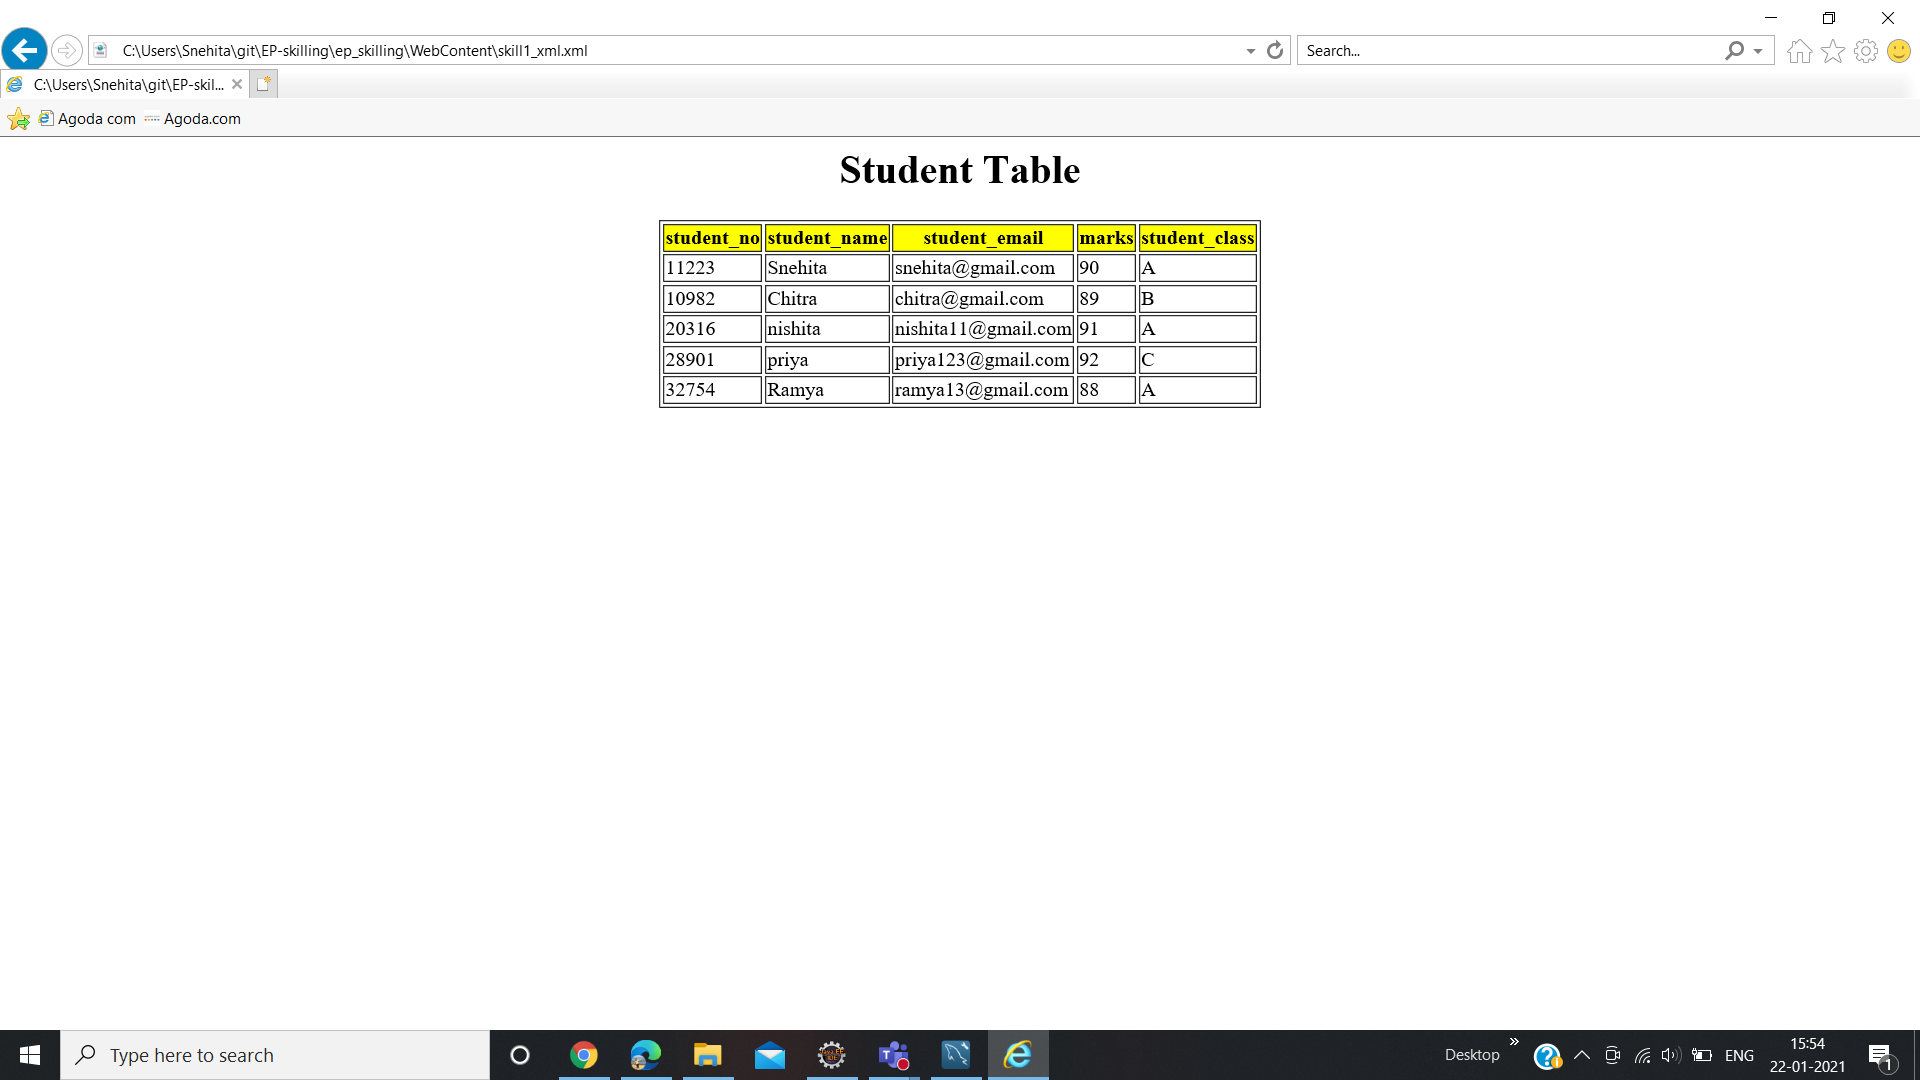 C:\Users\Snehita\git\EP-skilling\ep_skilling\WebContent\skill1_xml.xml
Search...
C:\Users\Snehita\git\EP-skil...
Agoda com
Agoda.com
Student Table
student_no student_name student_email marks student_class
11223 Snehita snehita@gmail.com 90 A
10982 Chitra chitra@gmail.com 89 B
20316 nishita nishita11@gmail.com 91 A
28901 priya priya123@gmail.com 92 C
32754 Ramya ramya13@gmail.com 88 A
Type here to search
Desktop
ENG
15:54
22-01-2021
1